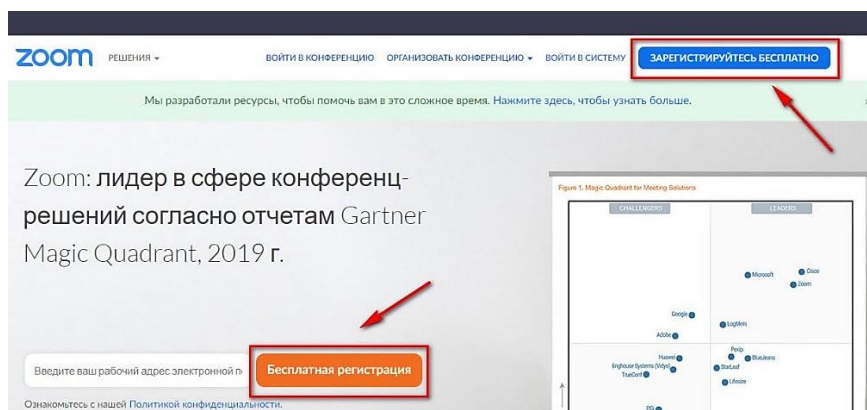 zoom РЕШЕНИЯ ВОЙТИ В КОНФЕРЕНЦИЮ ОРГАНИЗОВАТЬ КОНФЕРЕНЦИЮ ВОЙТИ В СИСТЕМУ ЗАРЕГИСТРИРУЙТЕСЬ БЕСПЛАТНО
Мы разработали ресурсы, чтобы помочь вам в это сложное время. Нажмите здесь, чтобы узнать больше.
Zoom: лидер в сфере конференц-
решений согласно отчетам Gartner
Magic Quadrant, 2019 г.
Введите ваш рабочий адрес электронной п
Бесплатная регистрация
Ознакомьтесь с нашей Политикой конфиденциальности.
Figure 1. Magic Quadrant for Meeting Solutions
CHALLENGERS LEADERS
Microsoft
Cisco
Zoom
Google
LogMeIn
Adobe
Huawei
Pexip
BlueJeans
Enghouse Systems (Vidyo)
StarLeaf
TrueConf
Lifesize
PGi